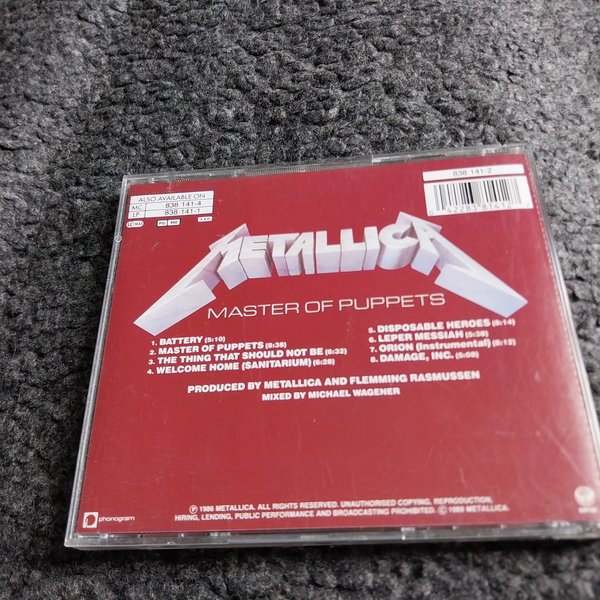 ALSO AVAILABLE ON
MC 838 141-4
LP 838 141-1
838 141-2
42283 81412
METALLICA
MASTER OF PUPPETS
1. BATTERY (5:10)
2. MASTER OF PUPPETS (8:38)
3. THE THING THAT SHOULD NOT BE (6:32)
4. WELCOME HOME (SANITARIUM) (6:28)
5. DISPOSABLE HEROES (8:14)
6. LEPER MESSIAH (5:38)
7. ORION (Instrumental) (8:12)
8. DAMAGE, INC. (5:08)
PRODUCED BY METALLICA AND FLEMMING RASMUSSEN
MIXED BY MICHAEL WAGENER
Ⓟ 1986 METALLICA. ALL RIGHTS RESERVED. UNAUTHORISED COPYING, REPRODUCTION,
HIRING, LENDING, PUBLIC PERFORMANCE AND BROADCASTING PROHIBITED. © 1989 METALLICA.
phonogram